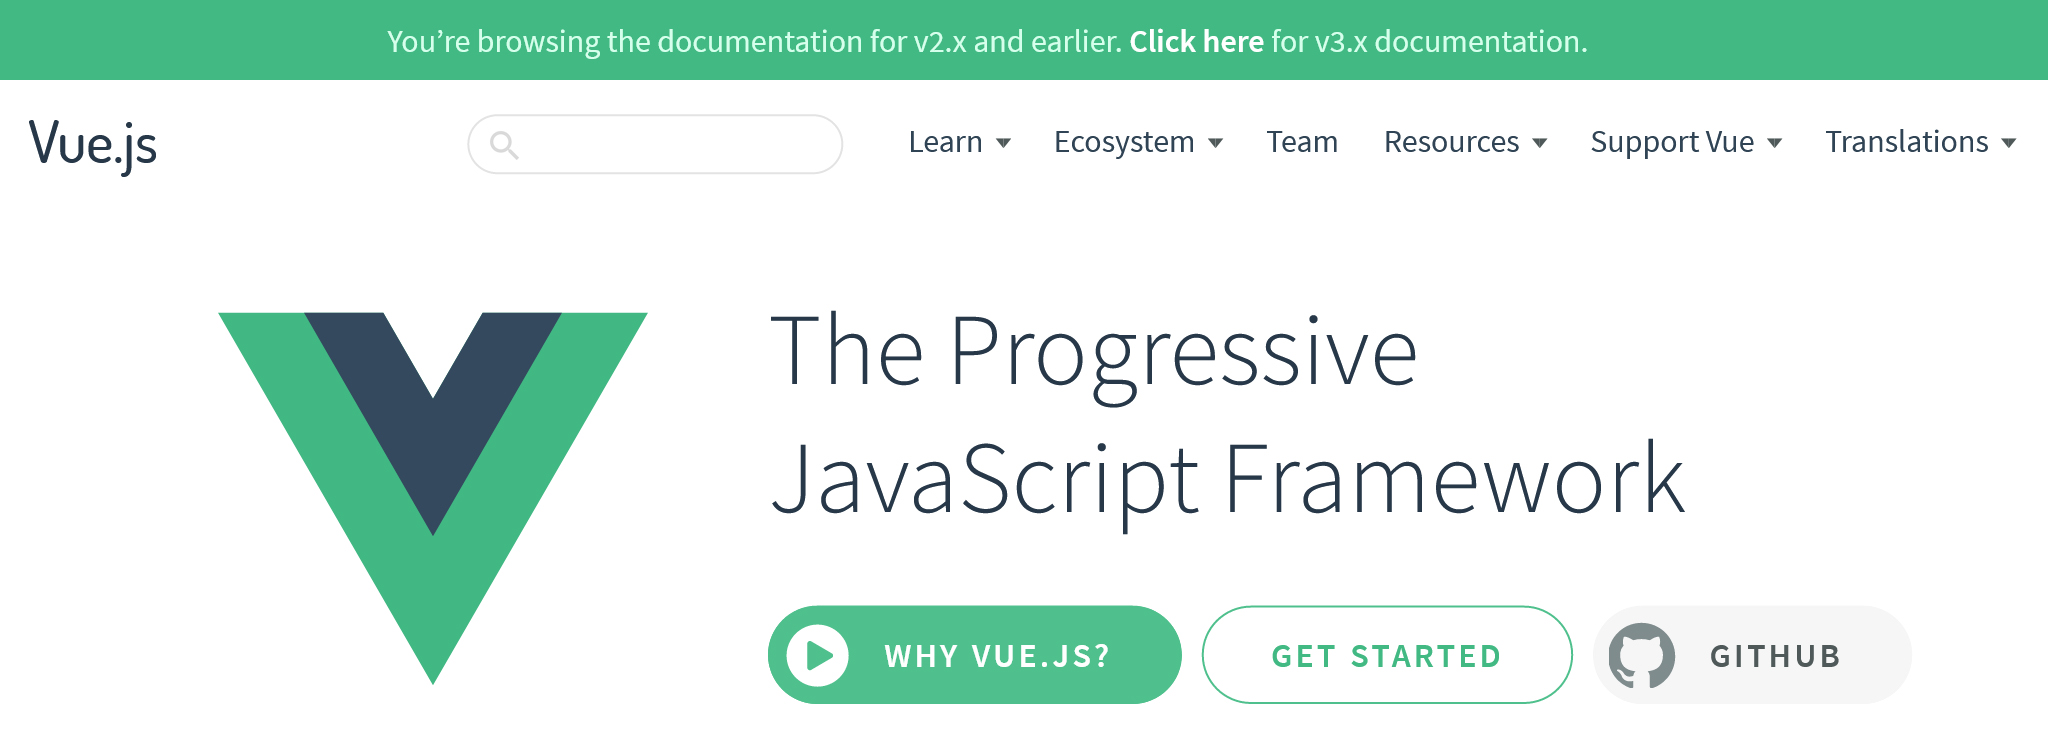 You’re browsing the documentation for v2.x and earlier. Click here for v3.x documentation.
Vue.js
Learn
Ecosystem
Team
Resources
Support Vue
Translations
The Progressive
JavaScript Framework
WHY VUE.JS?
GET STARTED
GITHUB